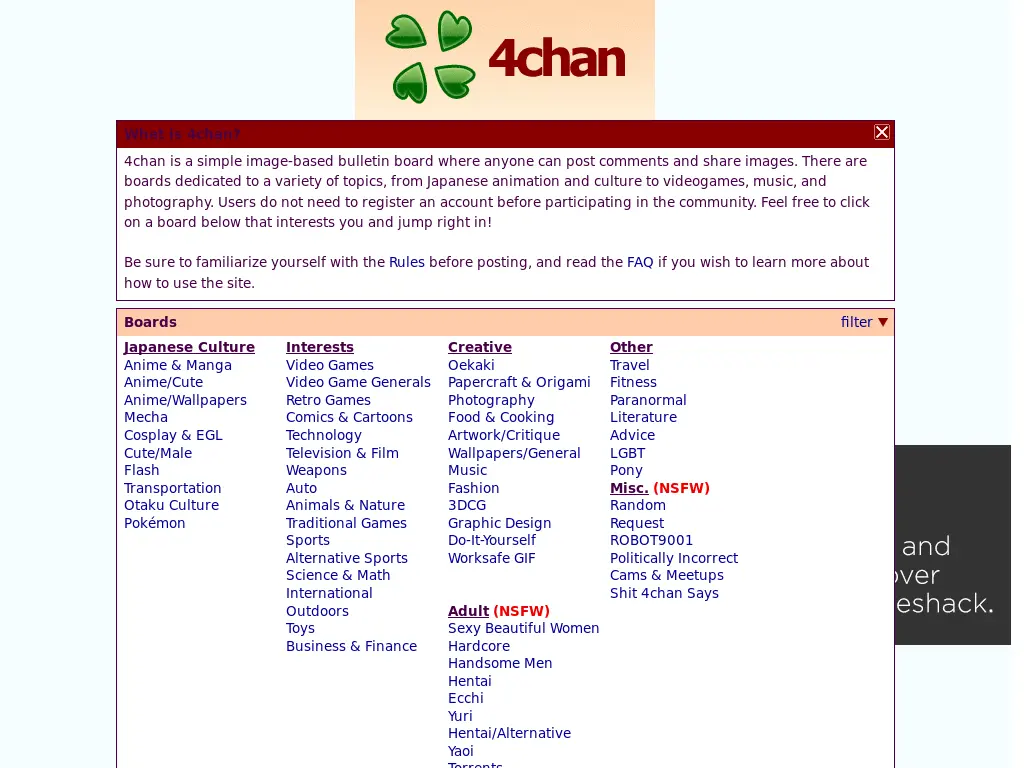 4chan
What is 4chan?
4chan is a simple image-based bulletin board where anyone can post comments and share images. There are
boards dedicated to a variety of topics, from Japanese animation and culture to videogames, music, and
photography. Users do not need to register an account before participating in the community. Feel free to click
on a board below that interests you and jump right in!
Be sure to familiarize yourself with the Rules before posting, and read the FAQ if you wish to learn more about
how to use the site.
Boards
filter ▼
Japanese Culture
Anime & Manga
Anime/Cute
Anime/Wallpapers
Mecha
Cosplay & EGL
Cute/Male
Flash
Transportation
Otaku Culture
Pokémon
Interests
Video Games
Video Game Generals
Retro Games
Comics & Cartoons
Technology
Television & Film
Weapons
Auto
Animals & Nature
Traditional Games
Sports
Alternative Sports
Science & Math
International
Outdoors
Toys
Business & Finance
Creative
Oekaki
Papercraft & Origami
Photography
Food & Cooking
Artwork/Critique
Wallpapers/General
Music
Fashion
3DCG
Graphic Design
Do-It-Yourself
Worksafe GIF
Adult (NSFW)
Sexy Beautiful Women
Hardcore
Handsome Men
Hentai
Ecchi
Yuri
Hentai/Alternative
Yaoi
Torrents
Other
Travel
Fitness
Paranormal
Literature
Advice
LGBT
Pony
Misc. (NSFW)
Random
Request
ROBOT9001
Politically Incorrect
Cams & Meetups
Shit 4chan Says
and
over
eshack.